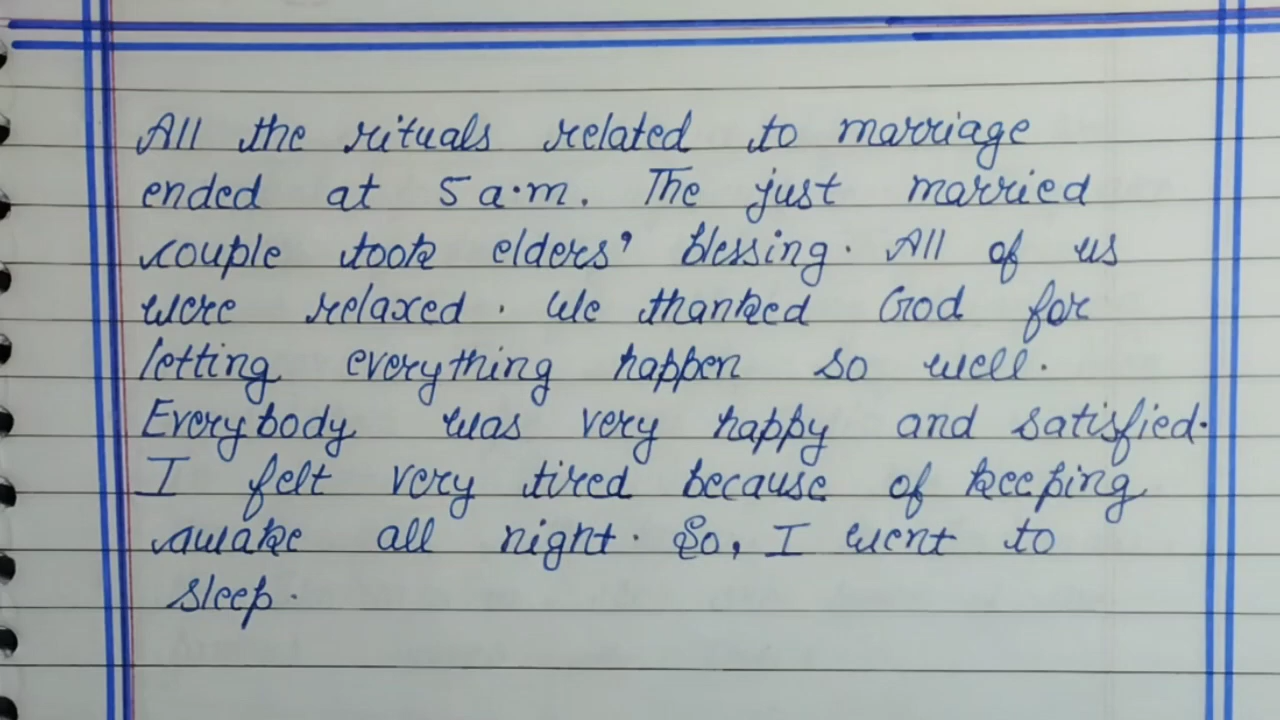 All the rituals related to marriage
ended at 5 a.m. The just married
couple took elders' blessing. All of us
were relaxed. We thanked God for
letting everything happen so well.
Everybody was very happy and satisfied.
I felt very tired because of keeping
awake all night. So, I went to
sleep.